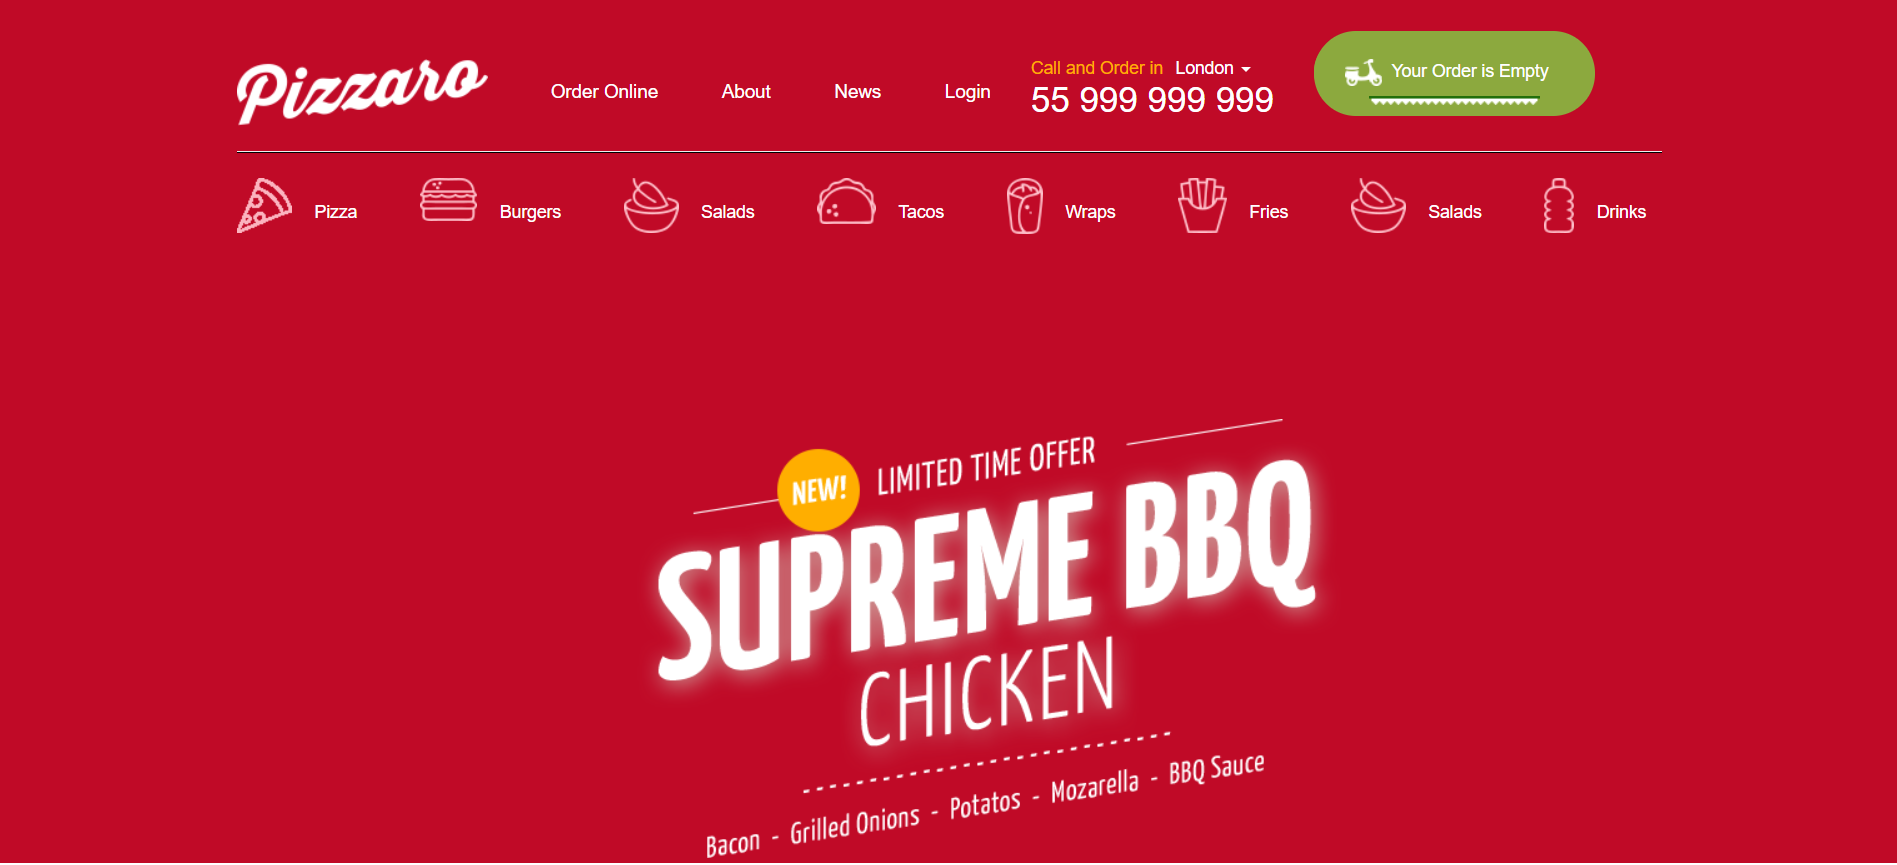 Pizzaro
Order Online
About
News
Login
Call and Order in London
55 999 999 999
Your Order is Empty
Pizza
Burgers
Salads
Tacos
Wraps
Fries
Salads
Drinks
NEW!
LIMITED TIME OFFER
SUPREME BBQ
CHICKEN
Bacon - Grilled Onions - Potatos - Mozarella - BBQ Sauce